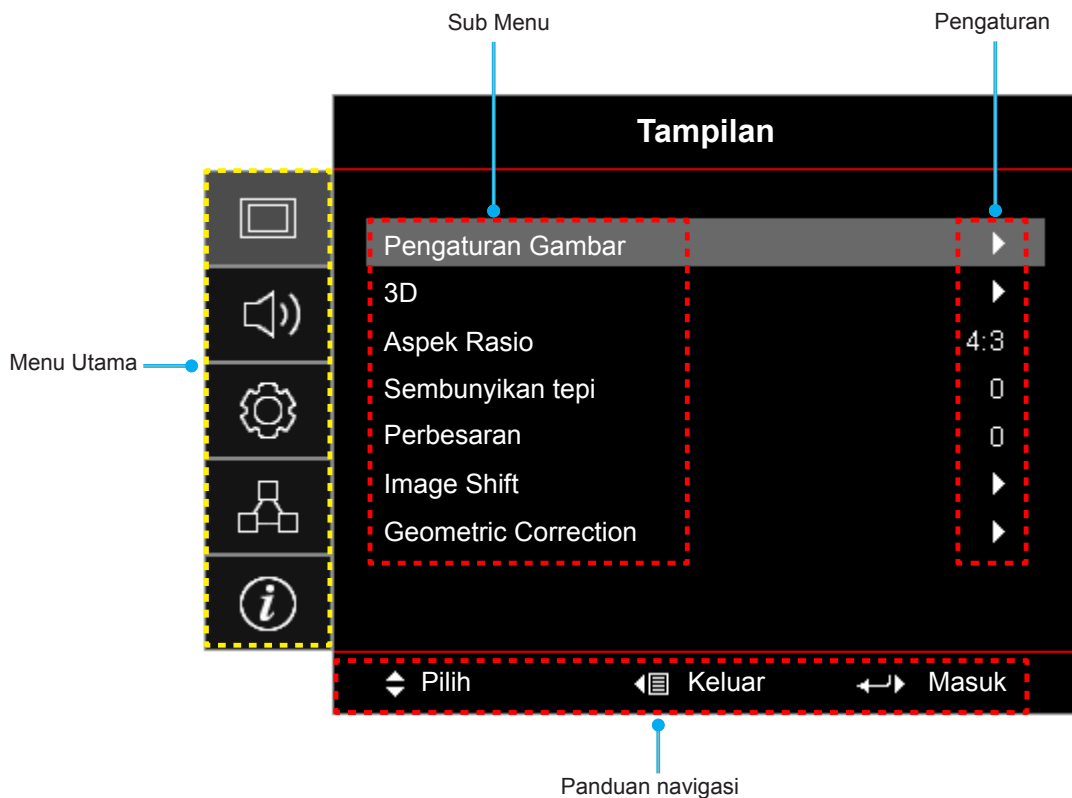 Sub Menu
Pengaturan
Tampilan
Pengaturan Gambar
3D
Aspek Rasio 4:3
Menu Utama
Sembunyikan tepi 0
Perbesaran 0
Image Shift
Geometric Correction
i
Pilih Keluar Masuk
Panduan navigasi